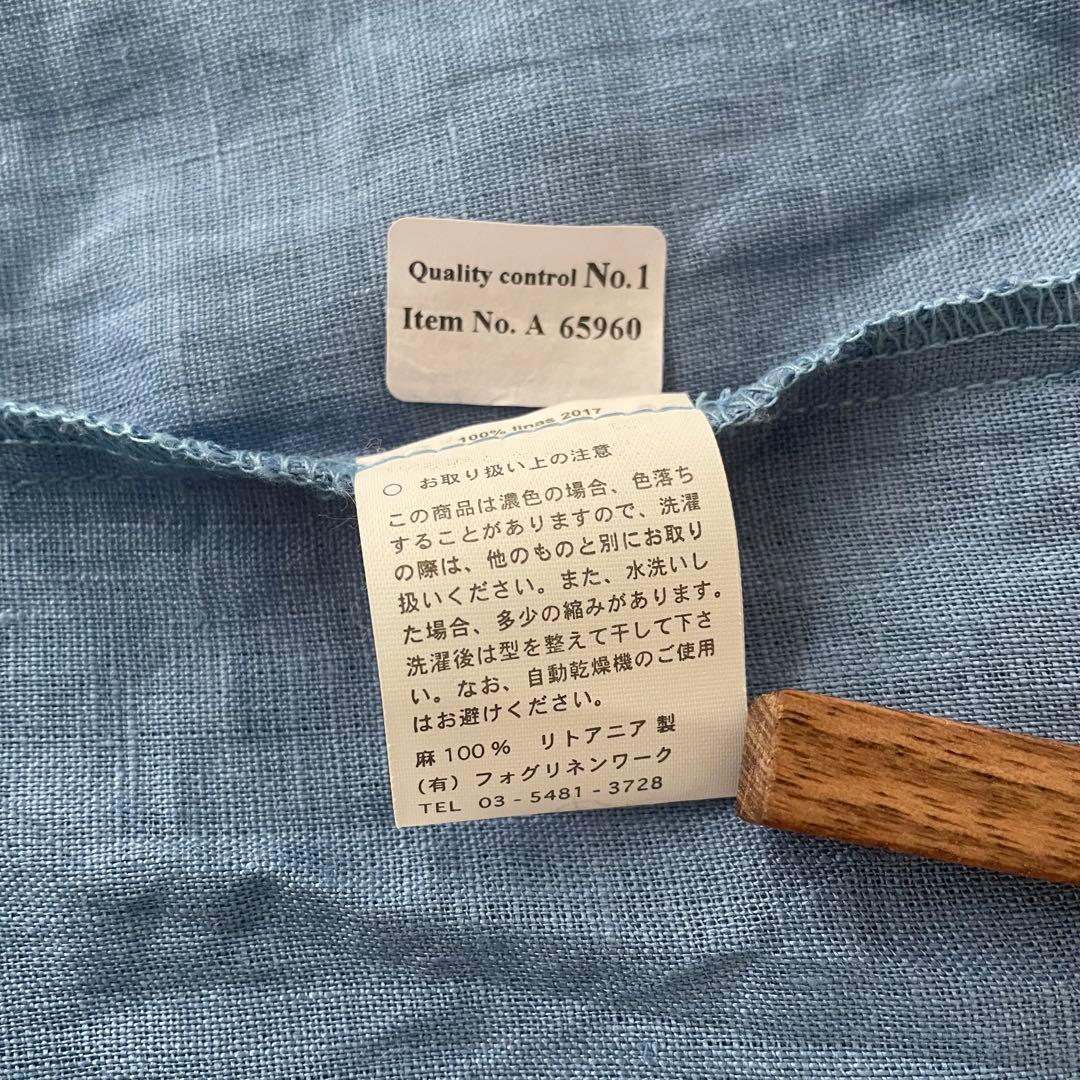 Quality control No.1
Item No. A 65960
100% linas 2017
○ お取り扱い上の注意
この商品は濃色の場合、色落ち
することがありますので、洗濯
の際は、他のものと別にお取り
扱いください。また、水洗いし
た場合、多少の縮みがあります。
洗濯後は型を整えて干して下さ
い。なお、自動乾燥機のご使用
はお避けください。
麻100% リトアニア 製
(有) フォグリネンワーク
TEL 03-5481-3728